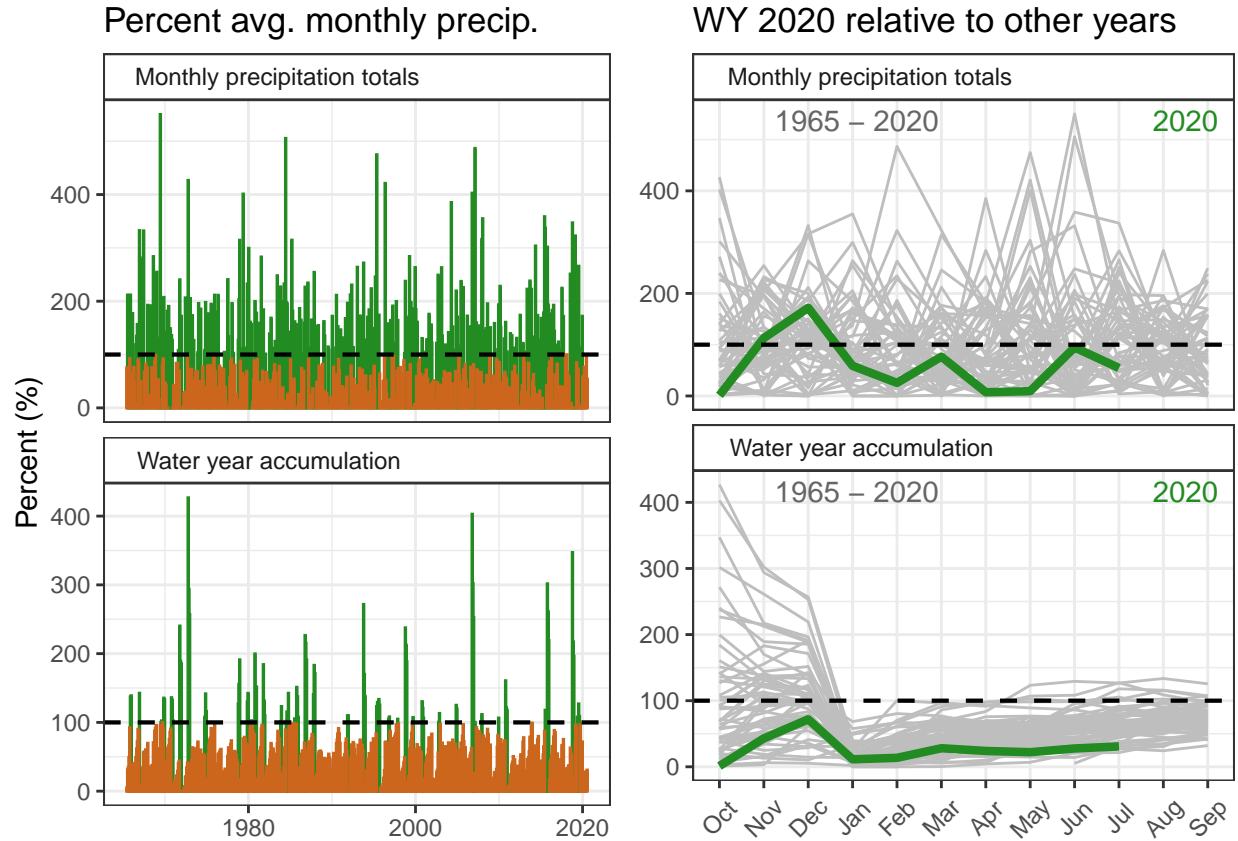 Percent avg. monthly precip.
Monthly precipitation totals
400
200
0
Water year accumulation
400
300
200
100
0
1980 2000 2020
Percent (%)
WY 2020 relative to other years
Monthly precipitation totals
1965 – 2020 2020
400
200
0
Water year accumulation
1965 – 2020 2020
400
300
200
100
0
Oct Nov Dec Jan Feb Mar Apr May Jun Jul Aug Sep